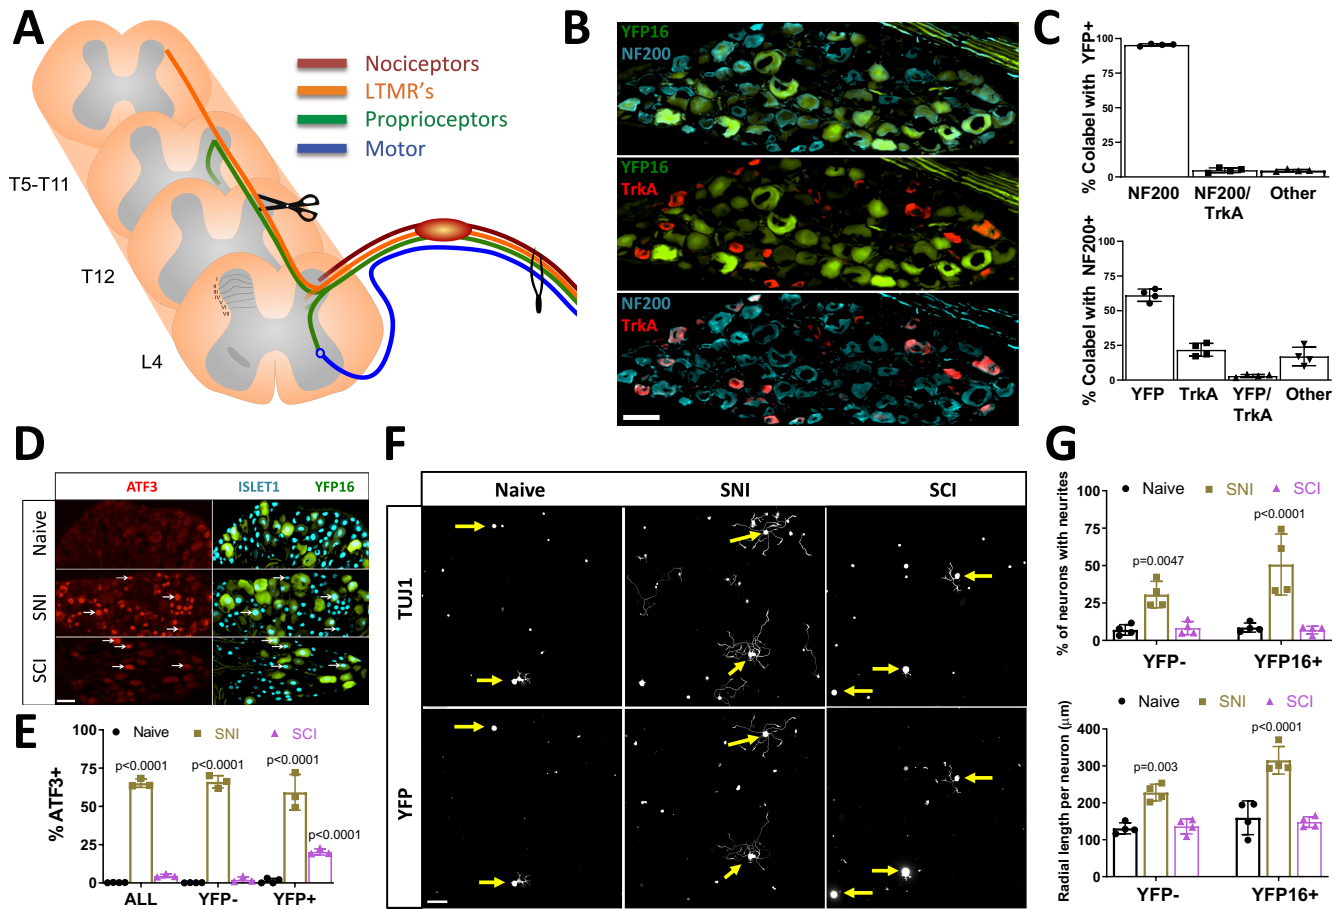 A
Nociceptors
LTMR's
Proprioceptors
Motor
T5-T11
T12
L4
I
II
III
IV
V
VI
VII
B
YFP16
NF200
YFP16
TrkA
NF200
TrkA
C
% Colabel with YFP+
100
75
50
25
0
NF200
NF200/
TrkA
Other
% Colabel with NF200+
100
75
50
25
0
YFP
TrkA
YFP/
TrkA
Other
D
ATF3
ISLET1
YFP16
Naive
SNI
SCI
E
Naive
SNI
SCI
% ATF3+
100
75
50
25
0
p<0.0001
p<0.0001
p<0.0001
p<0.0001
ALL
YFP-
YFP+
F
Naive
SNI
SCI
TUJ1
YFP
G
Naive
SNI
SCI
% of neurons with neurites
100
75
50
25
0
p=0.0047
p<0.0001
YFP-
YFP16+
Naive
SNI
SCI
Radial length per neuron (μm)
400
300
200
100
0
p=0.003
p<0.0001
YFP-
YFP16+